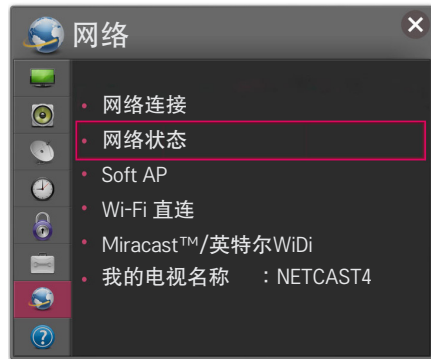 网络
网络连接
网络状态
Soft AP
Wi-Fi 直连
Miracast™/英特尔WiDi
我的电视名称 ：NETCAST4